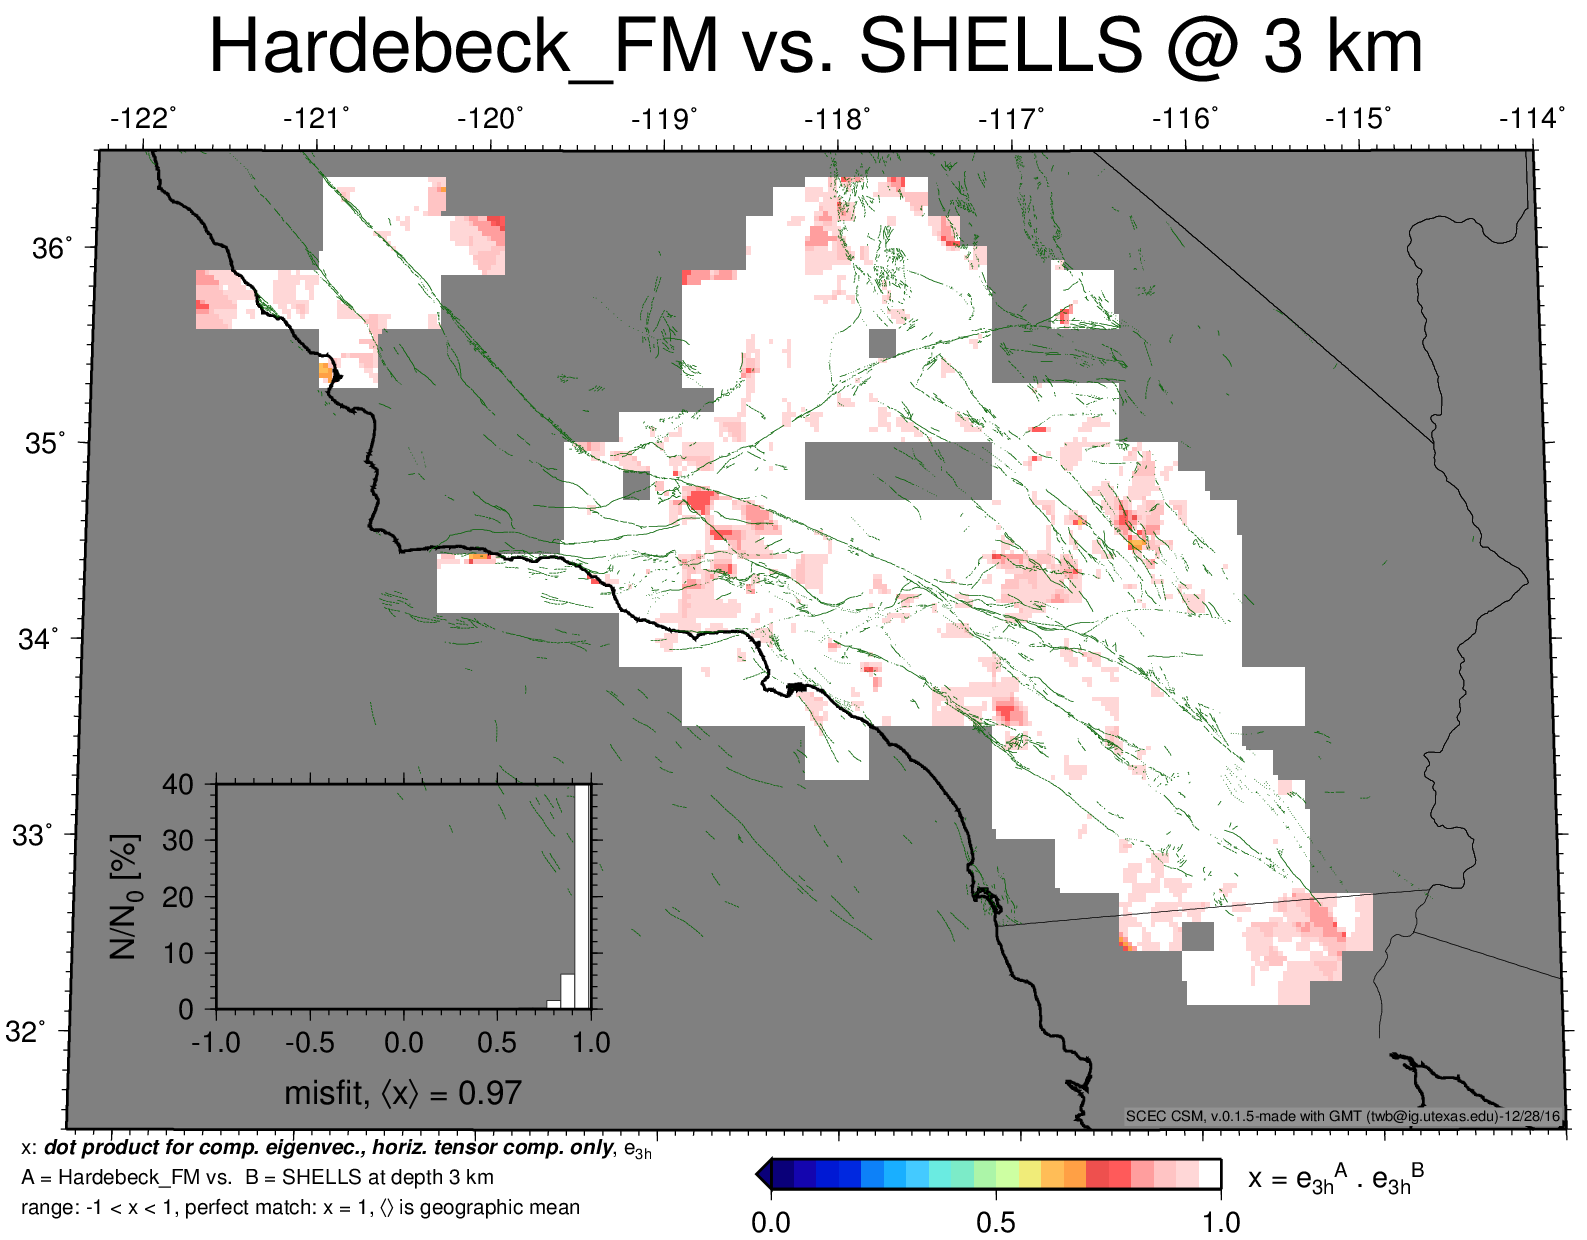 Hardebeck_FM vs. SHELLS @ 3 km
-122˚ -121˚ -120˚ -119˚ -118˚ -117˚ -116˚ -115˚ -114˚
36˚
35˚
34˚
33˚
32˚
40
30
20
10
0
N/N0 [%]
-1.0 -0.5 0.0 0.5 1.0
misfit, ⟨x⟩ = 0.97
SCEC CSM, v.0.1.5-made with GMT (twb@ig.utexas.edu)-12/28/16
x: dot product for comp. eigenvec., horiz. tensor comp. only, e3h
A = Hardebeck_FM vs. B = SHELLS at depth 3 km
range: -1 < x < 1, perfect match: x = 1, ⟨⟩ is geographic mean
x = e3hA . e3hB
0.0 0.5 1.0